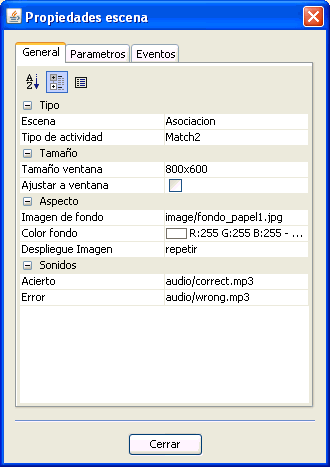 Propiedades escena
General Parametros Eventos
Tipo
Escena Asociacion
Tipo de actividad Match2
Tamaño
Tamaño ventana 800x600
Ajustar a ventana
Aspecto
Imagen de fondo image/fondo_papel1.jpg
Color fondo R:255 G:255 B:255 - ...
Despliegue Imagen repetir
Sonidos
Acierto audio/correct.mp3
Error audio/wrong.mp3
Cerrar